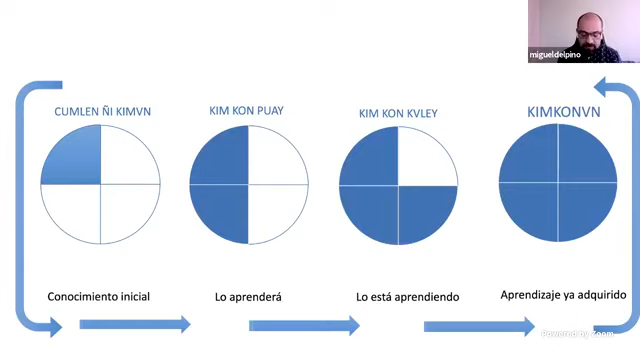 migueldelpino
CUMLEN ÑI KIMVN
KIM KON PUAY
KIM KON KVLEY
KIMKONVN
Conocimiento inicial
Lo aprenderá
Lo está aprendiendo
Aprendizaje ya adquirido
Powered by Zoom